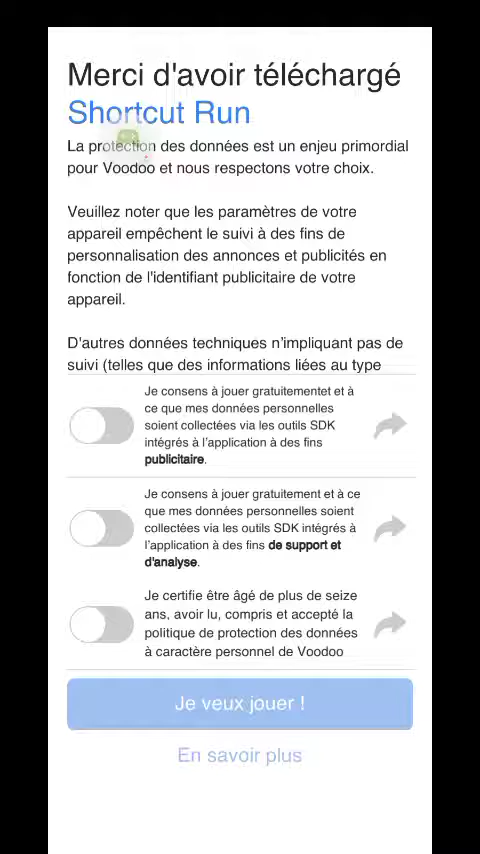 Merci d'avoir téléchargé
Shortcut Run
La protection des données est un enjeu primordial
pour Voodoo et nous respectons votre choix.
Veuillez noter que les paramètres de votre
appareil empêchent le suivi à des fins de
personnalisation des annonces et publicités en
fonction de l'identifiant publicitaire de votre
appareil.
D'autres données techniques n’impliquant pas de
suivi (telles que des informations liées au type
Je consens à jouer gratuitementet et à
ce que mes données personnelles
soient collectées via les outils SDK
intégrés à l’application à des fins
publicitaire.
Je consens à jouer gratuitement et à ce
que mes données personnelles soient
collectées via les outils SDK intégrés à
l’application à des fins de support et
d'analyse.
Je certifie être âgé de plus de seize
ans, avoir lu, compris et accepté la
politique de protection des données
à caractère personnel de Voodoo
Je veux jouer !
En savoir plus